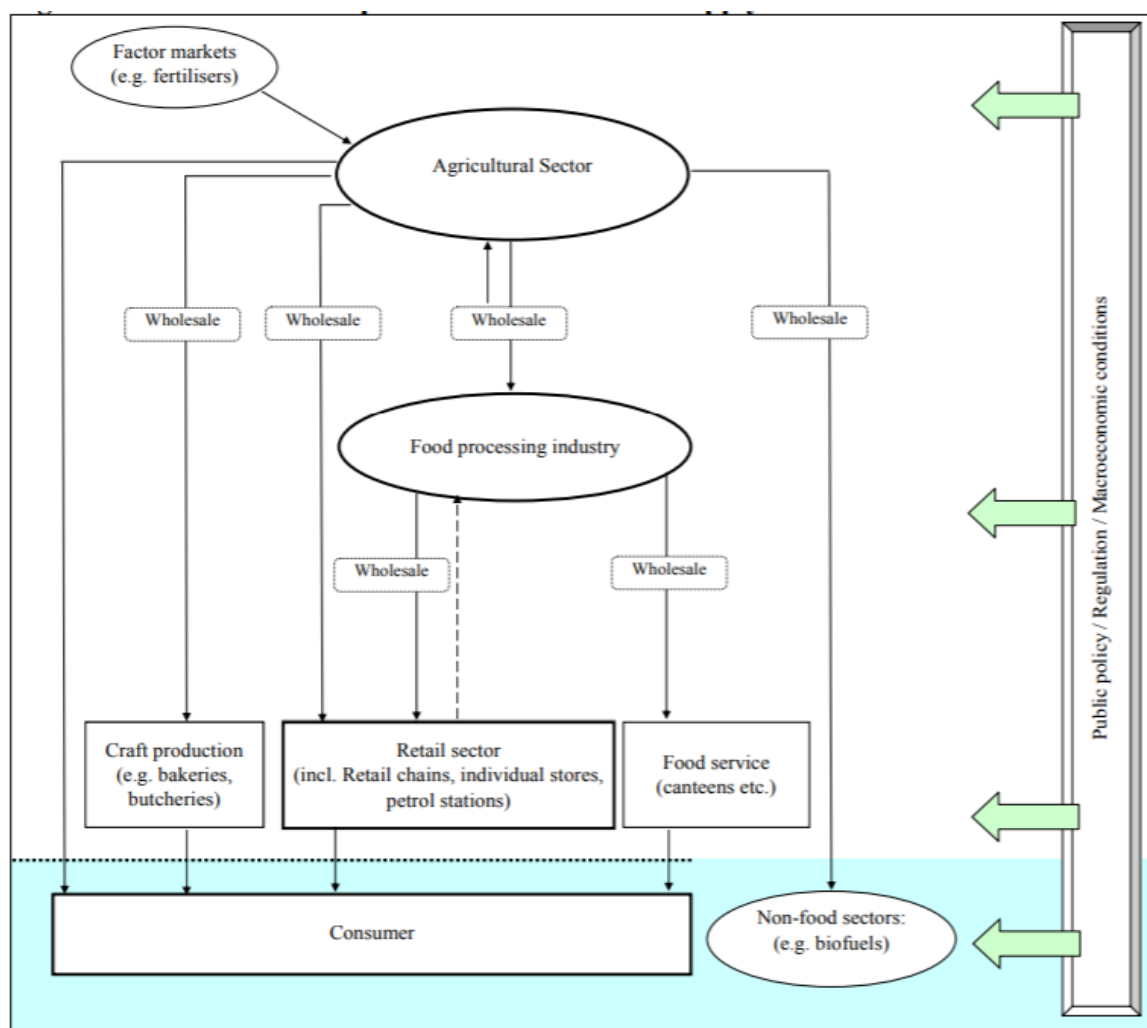 Factor markets
(e.g. fertilisers)
Agricultural Sector
Wholesale
Wholesale
Wholesale
Wholesale
Food processing industry
Wholesale
Wholesale
Craft production
(e.g. bakeries,
butcheries)
Retail sector
(incl. Retail chains, individual stores,
petrol stations)
Food service
(canteens etc.)
Consumer
Non-food sectors:
(e.g. biofuels)
Public policy / Regulation / Macroeconomic conditions